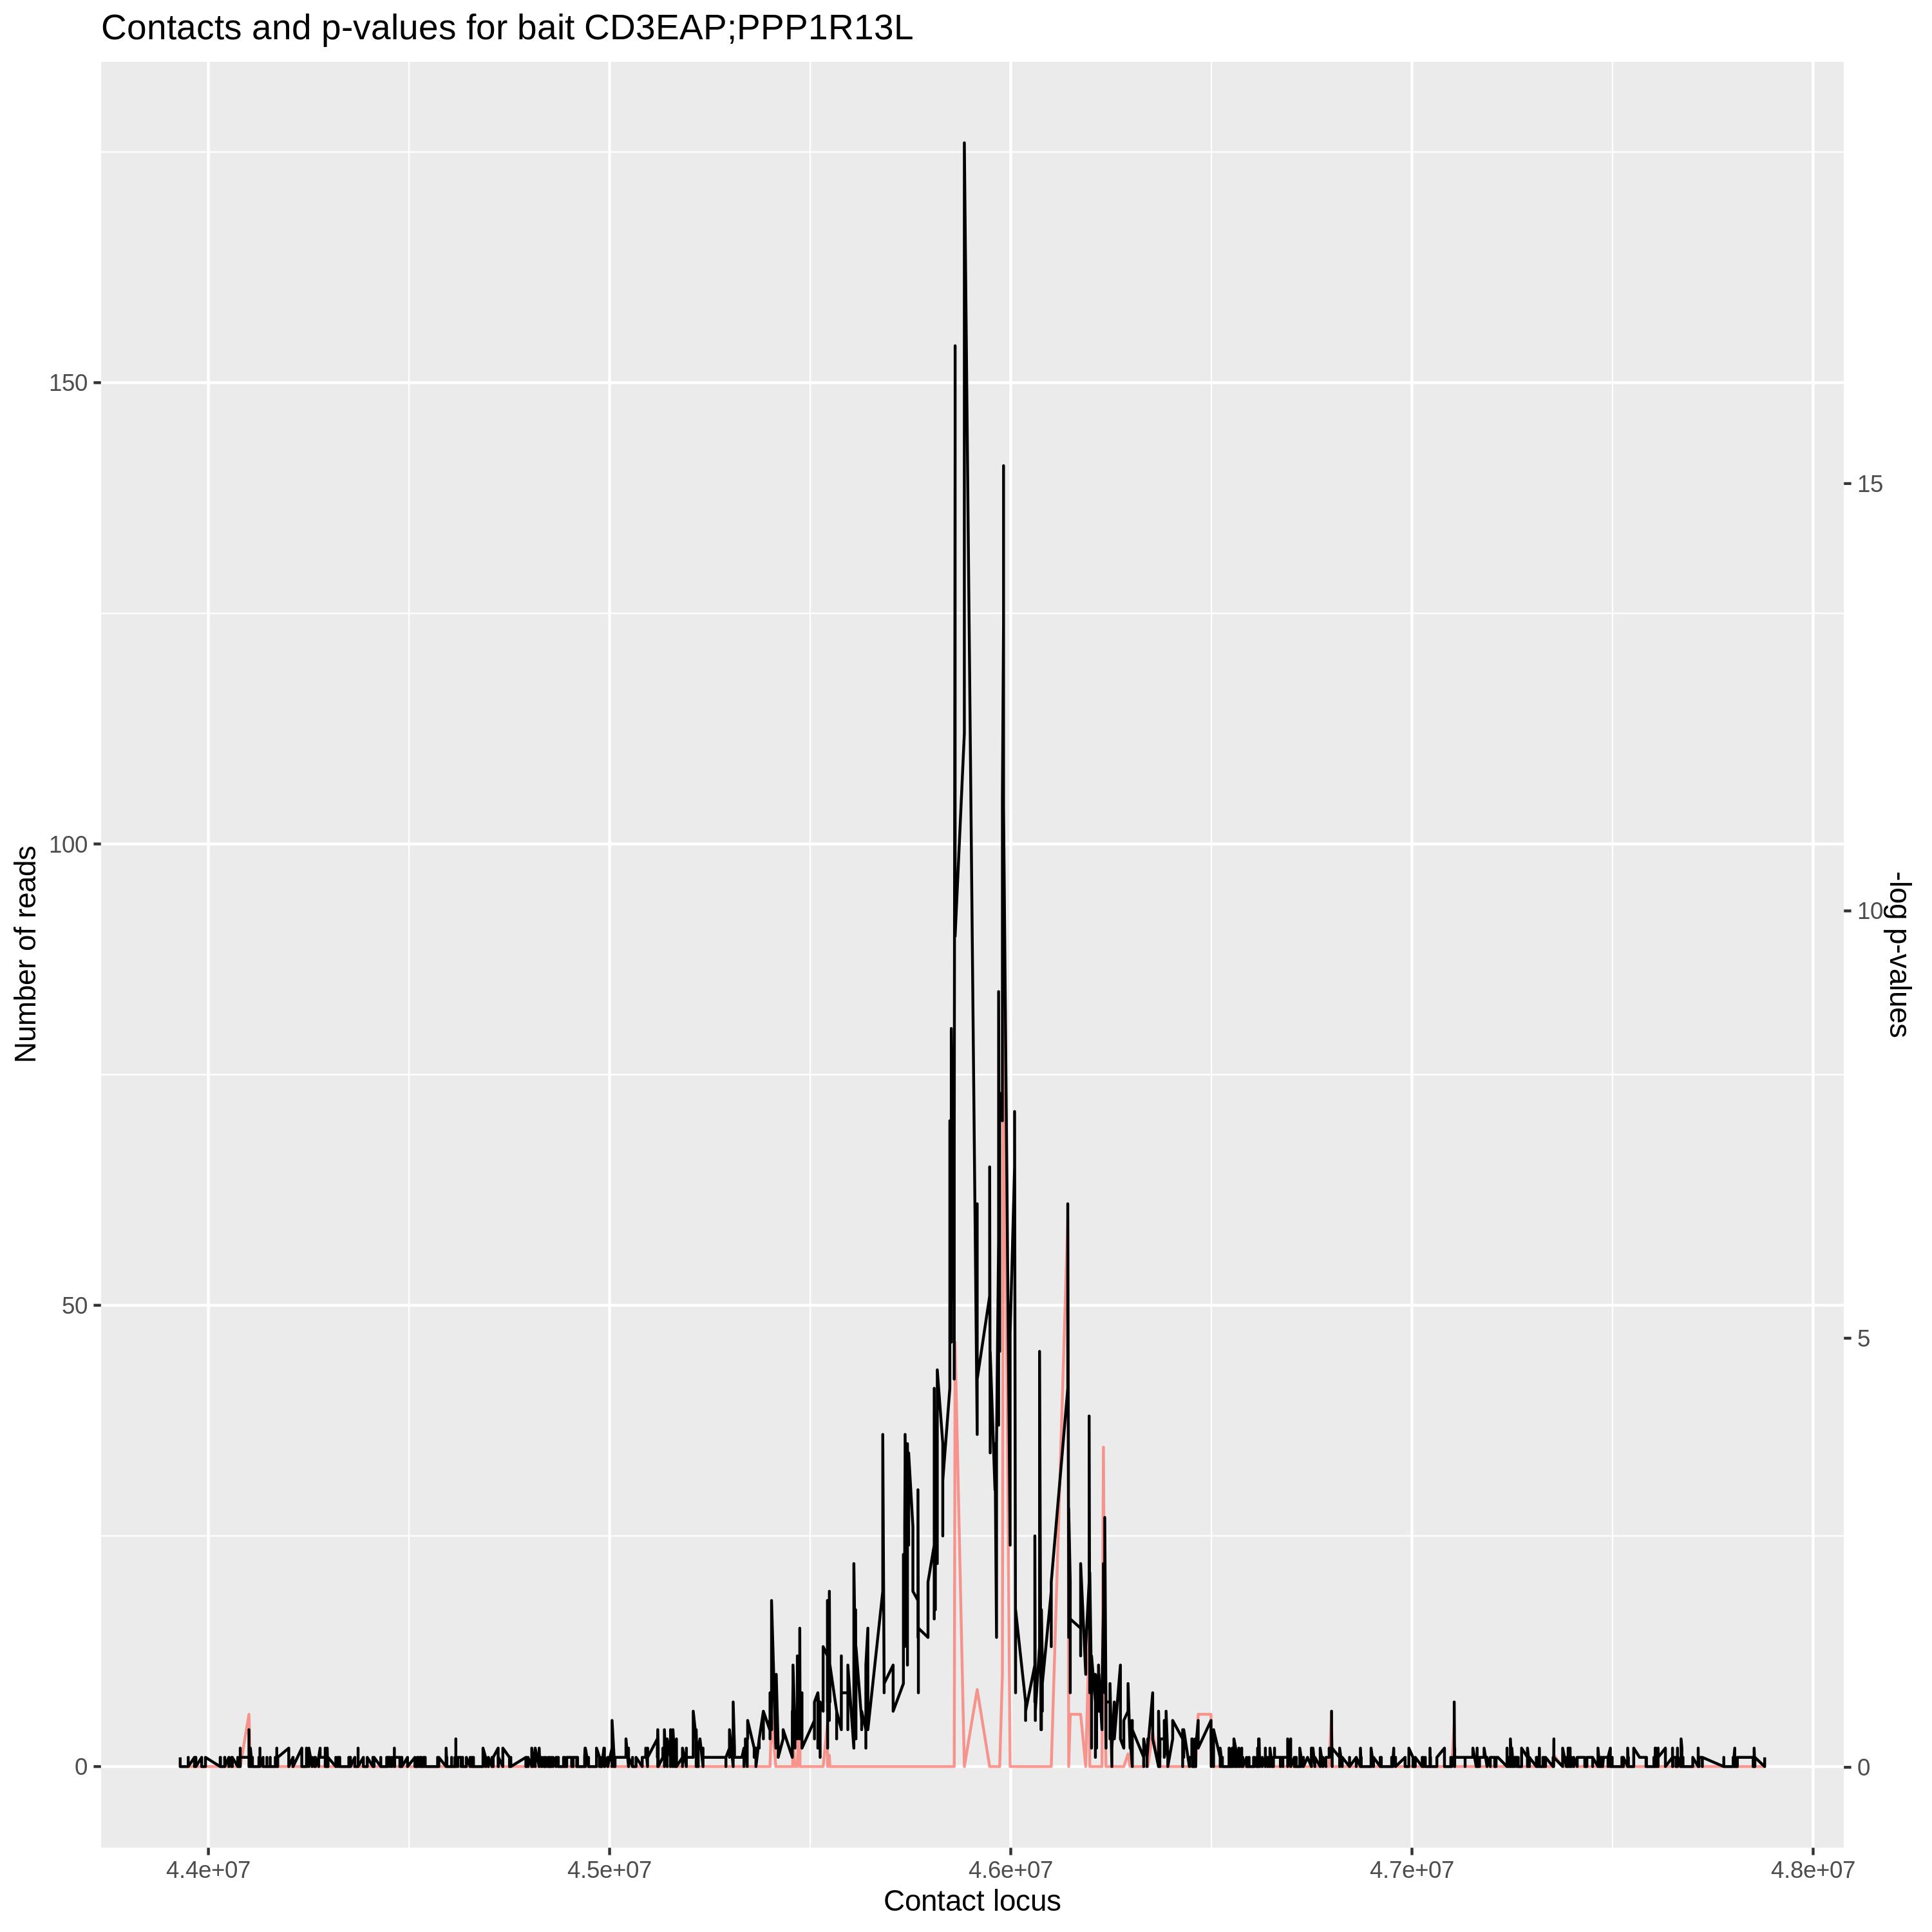 Contacts and p-values for bait CD3EAP;PPP1R13L
Number of reads
150
100
50
0
15
10
5
0
-log p-values
4.4e+07
4.5e+07
4.6e+07
4.7e+07
4.8e+07
Contact locus